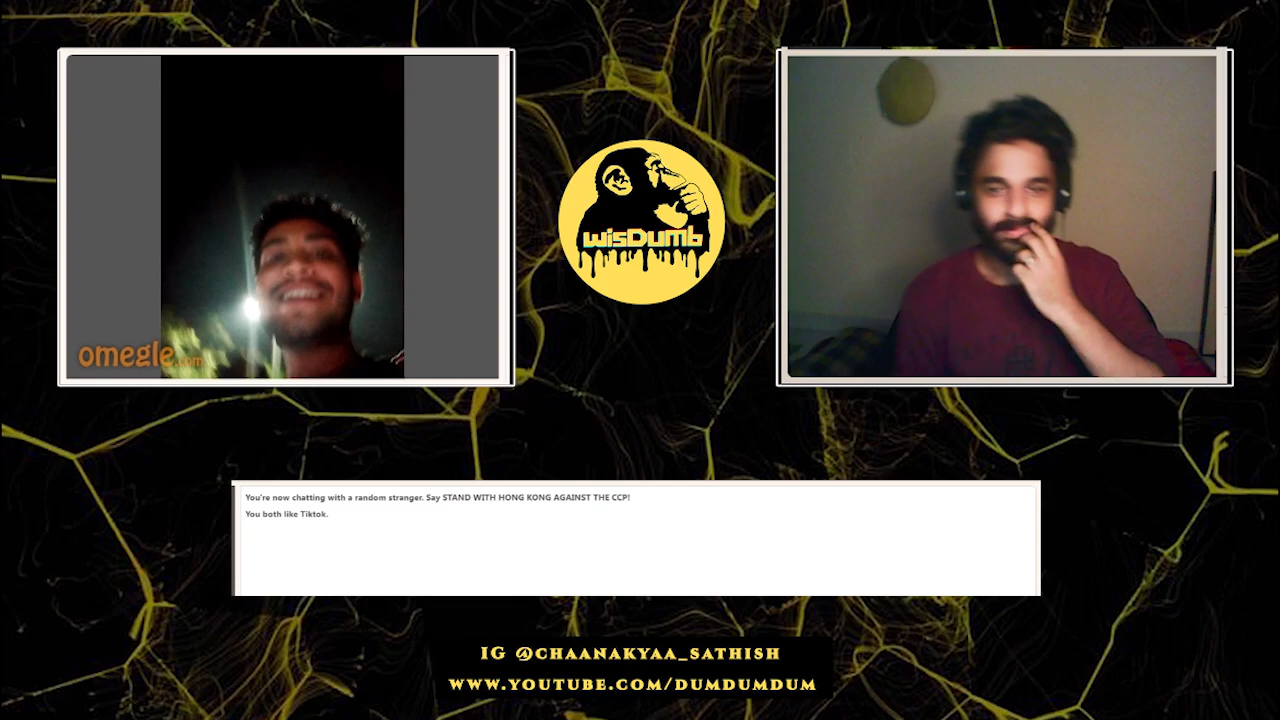 omegle.com
wisDumb
You're now chatting with a random stranger. Say STAND WITH HONG KONG AGAINST THE CCP!
You both like Tiktok.
IG @CHAANAKYAA_SATHISH
WWW.YOUTUBE.COM/DUMDUMDUM